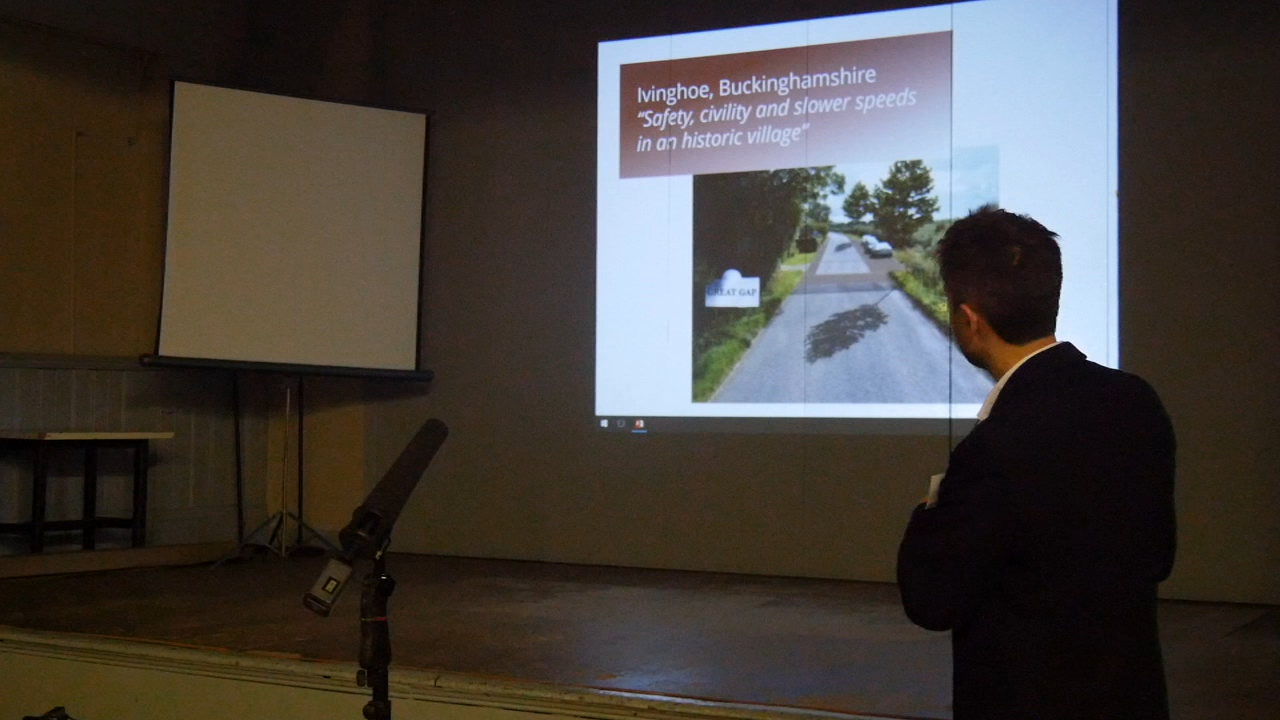 Ivinghoe, Buckinghamshire
“Safety, civility and slower speeds
in an historic village”
GREAT GAP